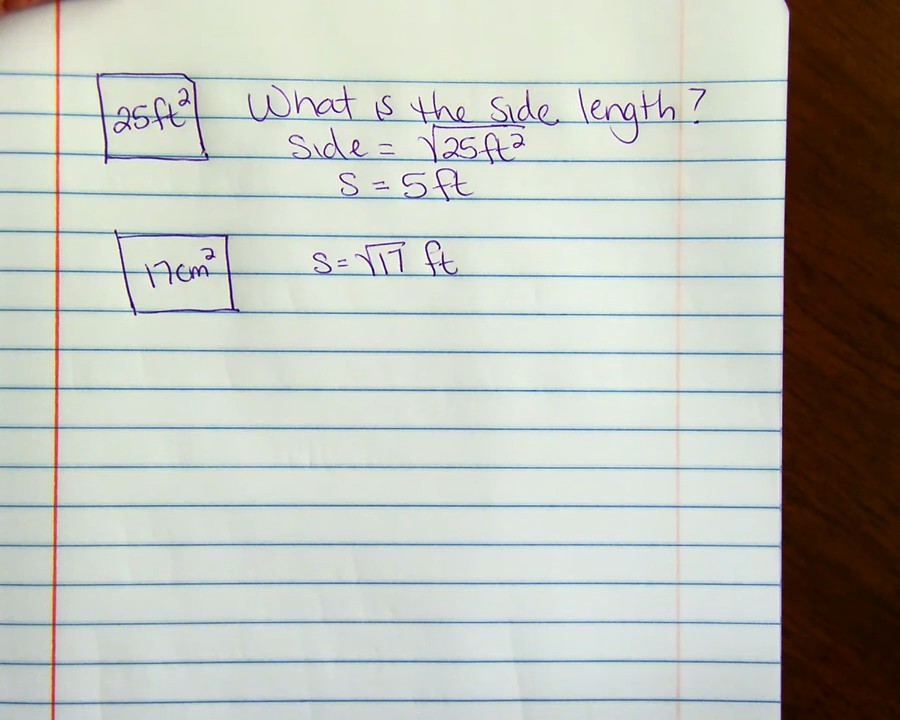 25ft² What is the side length?
side = √25ft²
s = 5ft
17cm² s = √17 ft